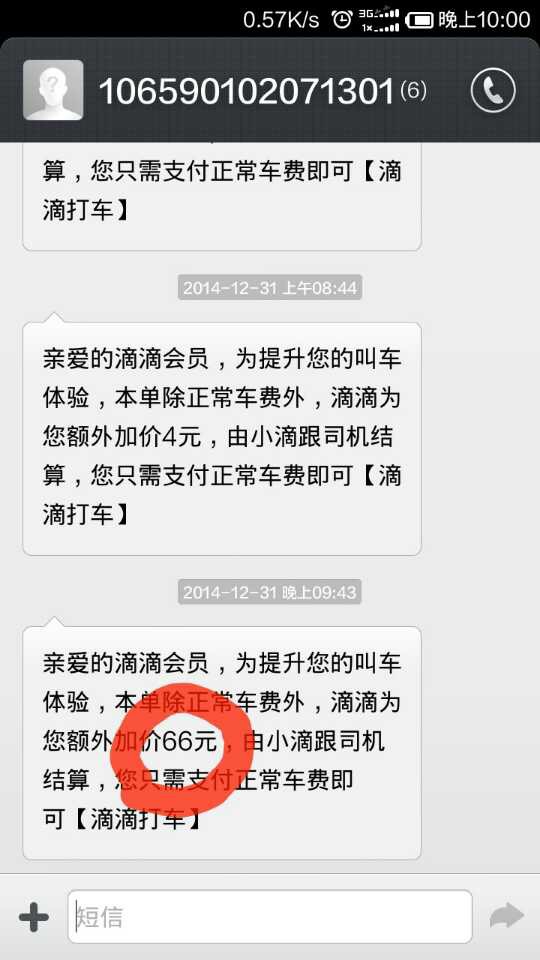 0.57K/s 3G 1x 晚上10:00
106590102071301(6)
算，您只需支付正常车费即可【滴
滴打车】
2014-12-31 上午08:44
亲爱的滴滴会员，为提升您的叫车
体验，本单除正常车费外，滴滴为
您额外加价4元，由小滴跟司机结
算，您只需支付正常车费即可【滴
滴打车】
2014-12-31 晚上09:43
亲爱的滴滴会员，为提升您的叫车
体验，本单除正常车费外，滴滴为
您额外加价66元，由小滴跟司机
结算，您只需支付正常车费即
可【滴滴打车】
短信